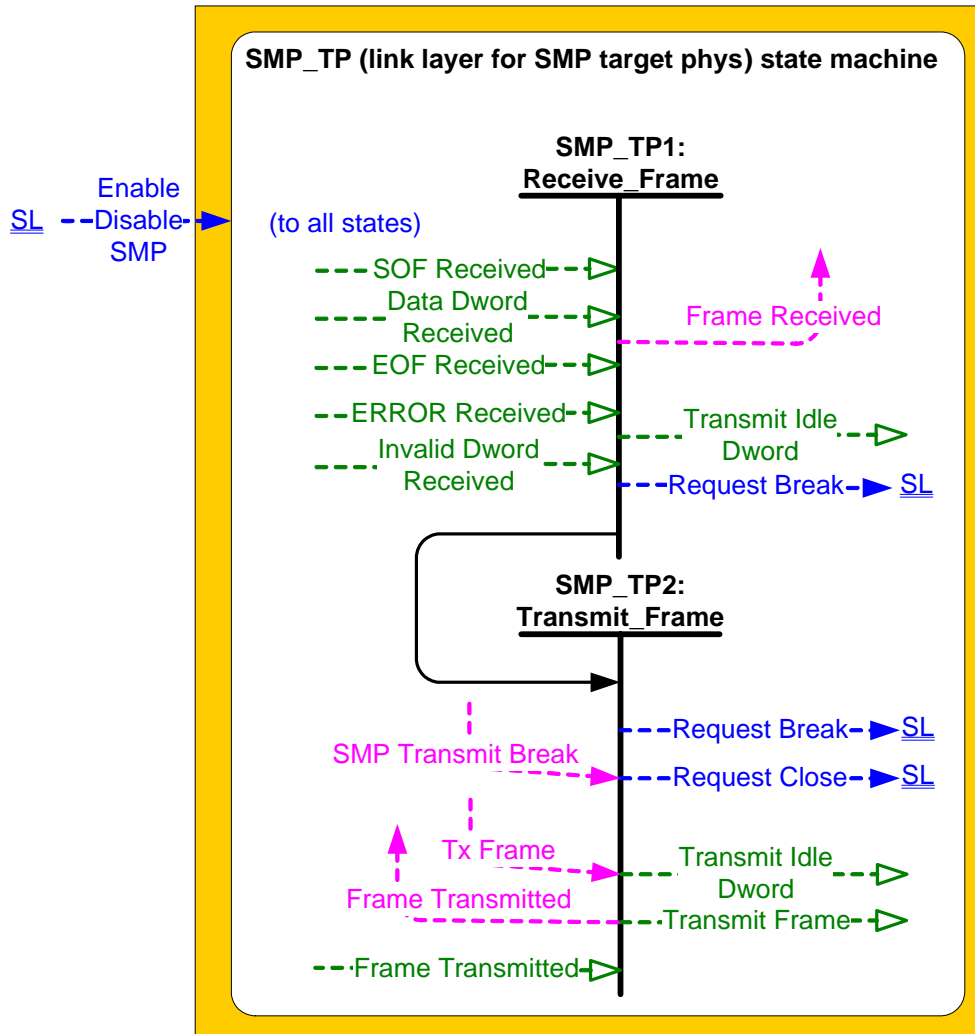 SMP_TP (link layer for SMP target phys) state machine
SMP_TP1:
Receive_Frame
Enable
SL
Disable
SMP
(to all states)
SOF Received
Data Dword
Received
Frame Received
EOF Received
ERROR Received
Transmit Idle
Dword
Invalid Dword
Received
Request Break
SL
SMP_TP2:
Transmit_Frame
Request Break
SL
SMP Transmit Break
Request Close
SL
Tx Frame
Transmit Idle
Dword
Frame Transmitted
Transmit Frame
Frame Transmitted